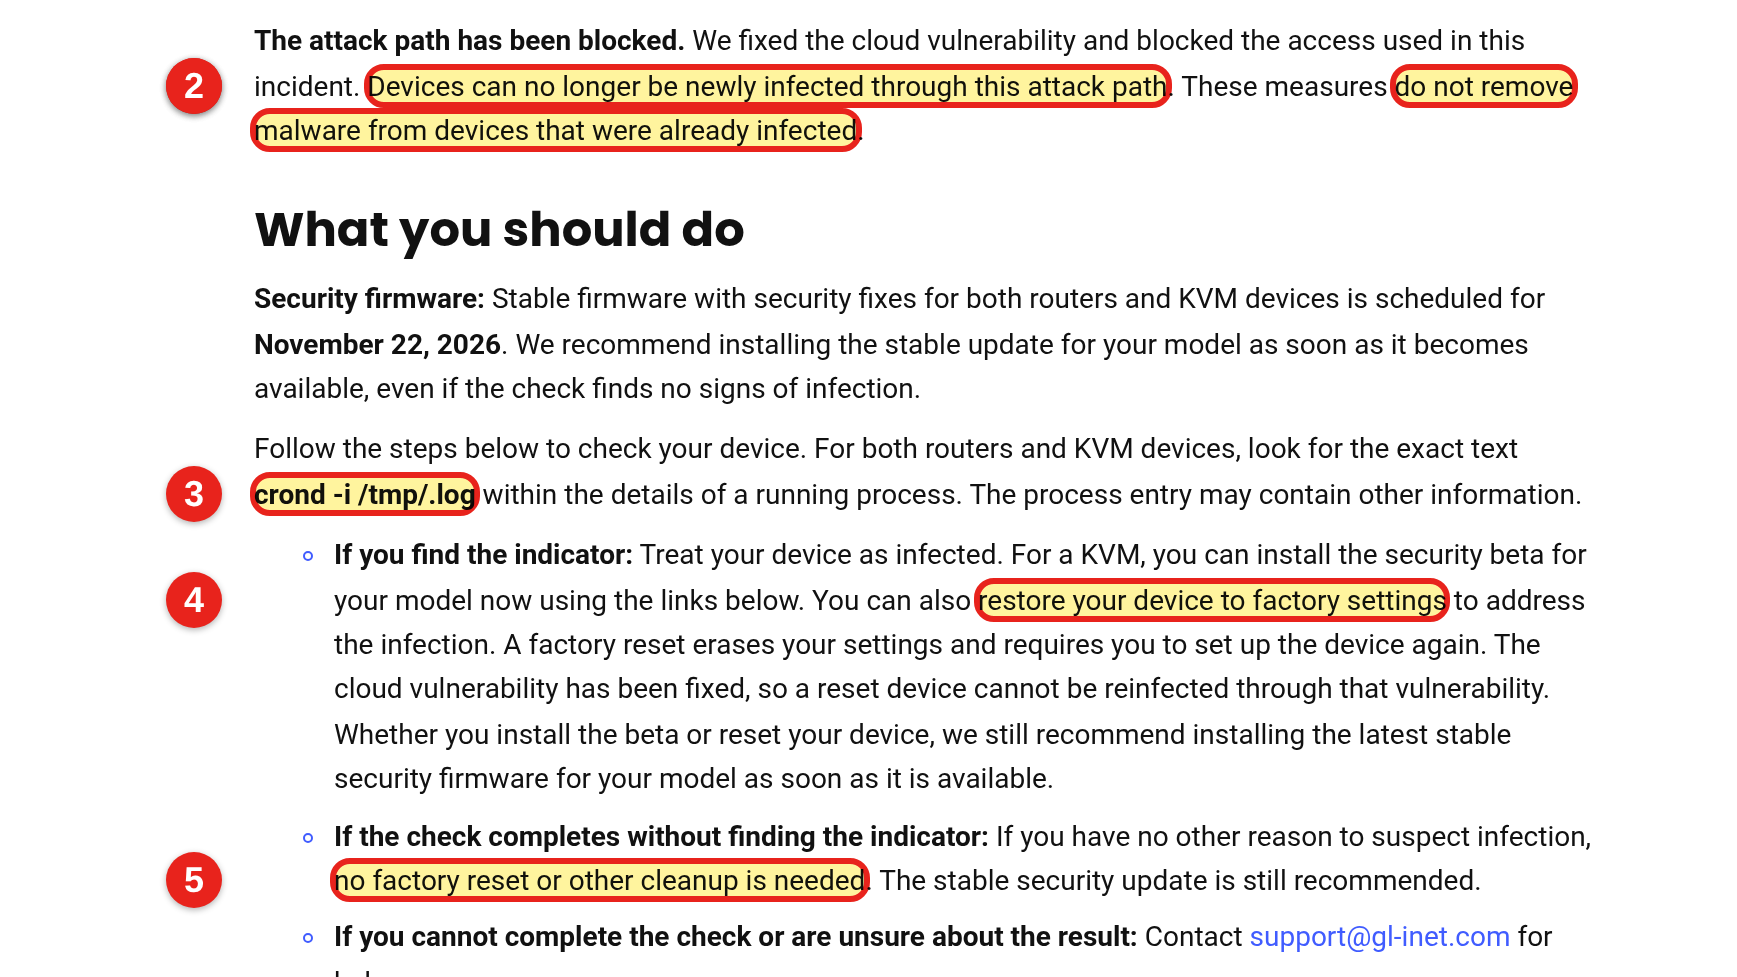 The attack path has been blocked. We fixed the cloud vulnerability and blocked the access used in this
2
incident. Devices can no longer be newly infected through this attack path. These measures do not remove
malware from devices that were already infected.
What you should do
Security firmware: Stable firmware with security fixes for both routers and KVM devices is scheduled for
November 22, 2026. We recommend installing the stable update for your model as soon as it becomes
available, even if the check finds no signs of infection.
Follow the steps below to check your device. For both routers and KVM devices, look for the exact text
3
crond -i /tmp/.log within the details of a running process. The process entry may contain other information.
If you find the indicator: Treat your device as infected. For a KVM, you can install the security beta for
4
your model now using the links below. You can also restore your device to factory settings to address
the infection. A factory reset erases your settings and requires you to set up the device again. The
cloud vulnerability has been fixed, so a reset device cannot be reinfected through that vulnerability.
Whether you install the beta or reset your device, we still recommend installing the latest stable
security firmware for your model as soon as it is available.
If the check completes without finding the indicator: If you have no other reason to suspect infection,
5
no factory reset or other cleanup is needed. The stable security update is still recommended.
If you cannot complete the check or are unsure about the result: Contact support@gl-inet.com for